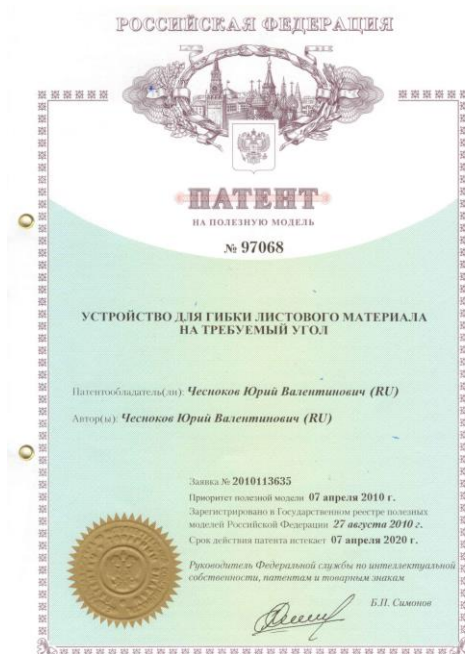 РОССИЙСКАЯ ФЕДЕРАЦИЯ
ПАТЕНТ
НА ПОЛЕЗНУЮ МОДЕЛЬ
№ 97068
УСТРОЙСТВО ДЛЯ ГИБКИ ЛИСТОВОГО МАТЕРИАЛА
НА ТРЕБУЕМЫЙ УГОЛ
Патентообладатель(ли): Чесноков Юрий Валентинович (RU)
Автор(ы): Чесноков Юрий Валентинович (RU)
Заявка № 2010113635
Приоритет полезной модели 07 апреля 2010 г.
Зарегистрировано в Государственном реестре полезных
моделей Российской Федерации 27 августа 2010 г.
Срок действия патента истекает 07 апреля 2020 г.
Руководитель Федеральной службы по интеллектуальной
собственности, патентам и товарным знакам
Б.П. Симонов